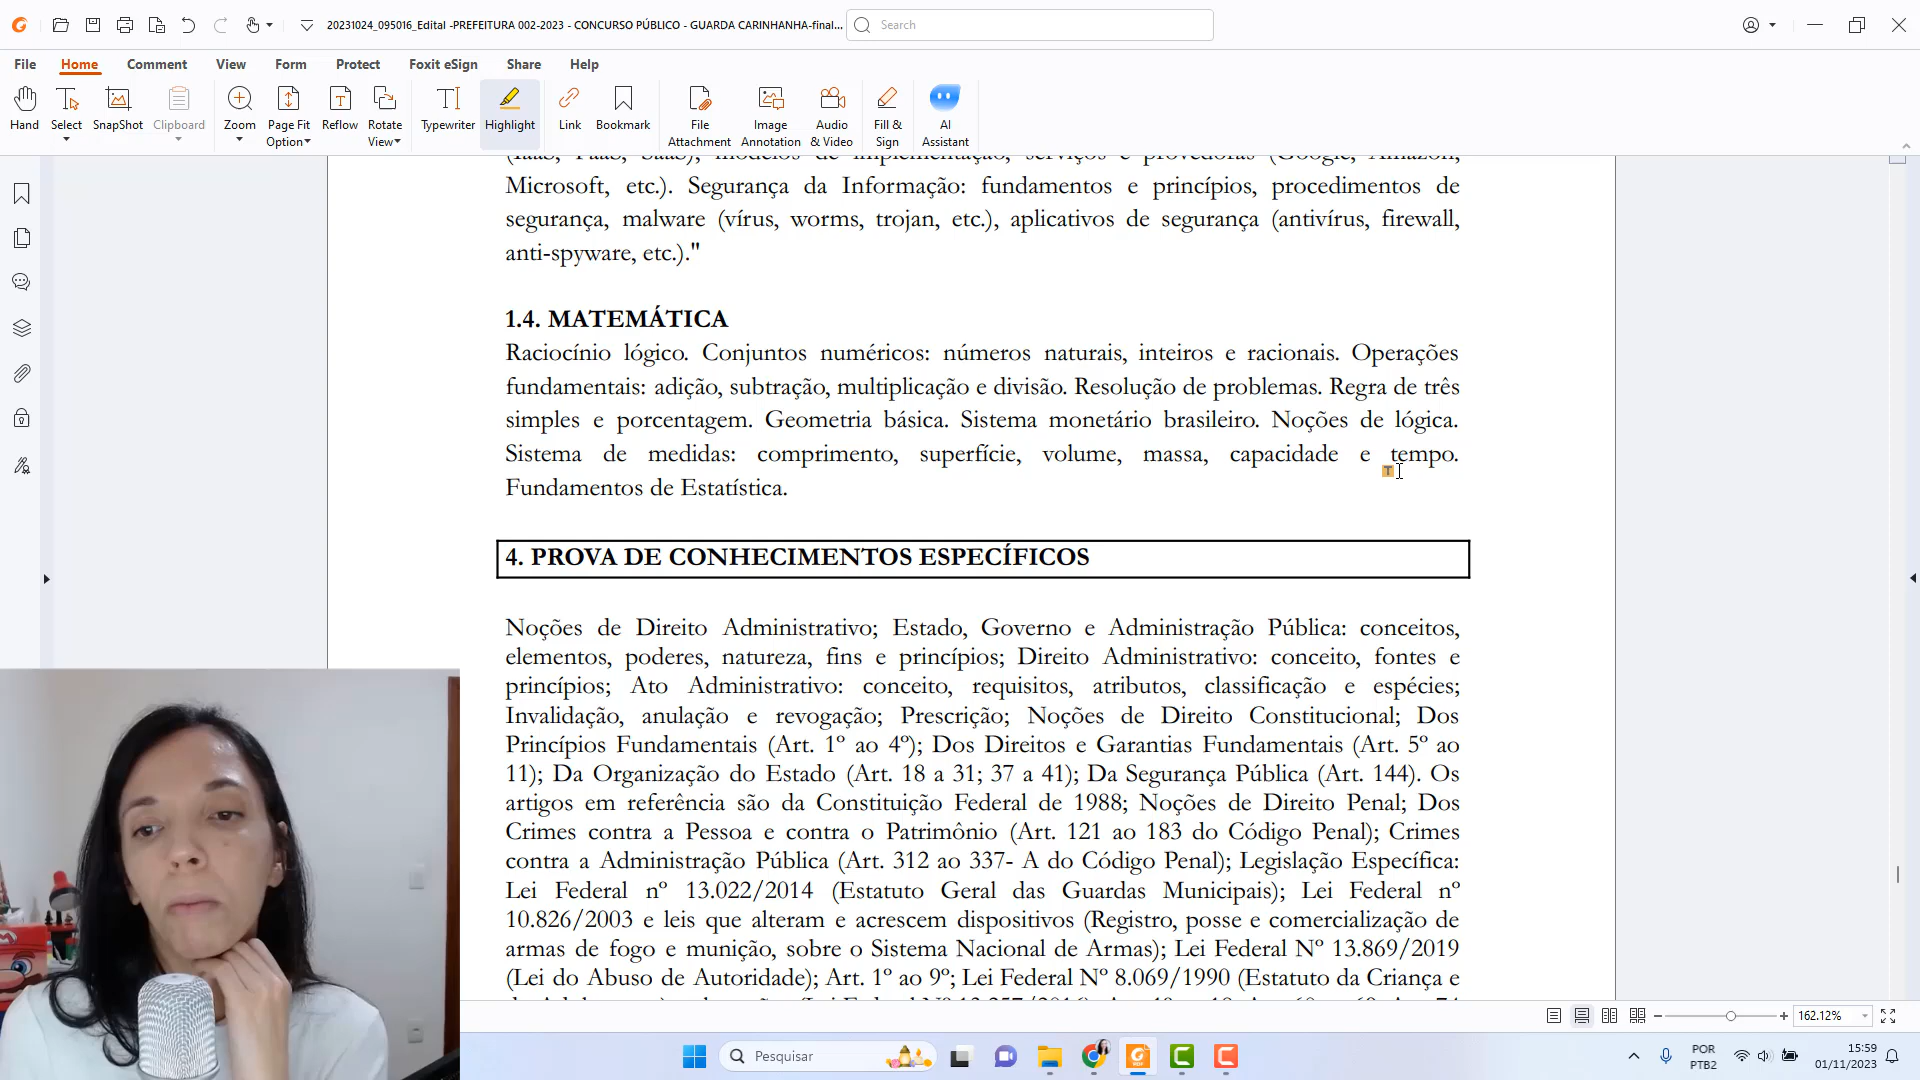 20231024_095016_Edital -PREFEITURA 002-2023 - CONCURSO PÚBLICO - GUARDA CARINHANHA-final...
Search
File
Home
Comment
View
Form
Protect
Foxit eSign
Share
Help
Hand
Select
SnapShot
Clipboard
Zoom
Page Fit Option
Reflow
Rotate View
Typewriter
Highlight
Link
Bookmark
File Attachment
Image Annotation
Audio & Video
Fill & Sign
AI Assistant
(IaaS, PaaS, SaaS), modelos de implementação, serviços e provedoras (Google, Amazon,
Microsoft, etc.). Segurança da Informação: fundamentos e princípios, procedimentos de
segurança, malware (vírus, worms, trojan, etc.), aplicativos de segurança (antivírus, firewall,
anti-spyware, etc.)."
1.4. MATEMÁTICA
Raciocínio lógico. Conjuntos numéricos: números naturais, inteiros e racionais. Operações
fundamentais: adição, subtração, multiplicação e divisão. Resolução de problemas. Regra de três
simples e porcentagem. Geometria básica. Sistema monetário brasileiro. Noções de lógica.
Sistema de medidas: comprimento, superfície, volume, massa, capacidade e tempo.
Fundamentos de Estatística.
4. PROVA DE CONHECIMENTOS ESPECÍFICOS
Noções de Direito Administrativo; Estado, Governo e Administração Pública: conceitos,
elementos, poderes, natureza, fins e princípios; Direito Administrativo: conceito, fontes e
princípios; Ato Administrativo: conceito, requisitos, atributos, classificação e espécies;
Invalidação, anulação e revogação; Prescrição; Noções de Direito Constitucional; Dos
Princípios Fundamentais (Art. 1º ao 4º); Dos Direitos e Garantias Fundamentais (Art. 5º ao
11); Da Organização do Estado (Art. 18 a 31; 37 a 41); Da Segurança Pública (Art. 144). Os
artigos em referência são da Constituição Federal de 1988; Noções de Direito Penal; Dos
Crimes contra a Pessoa e contra o Patrimônio (Art. 121 ao 183 do Código Penal); Crimes
contra a Administração Pública (Art. 312 ao 337- A do Código Penal); Legislação Específica:
Lei Federal nº 13.022/2014 (Estatuto Geral das Guardas Municipais); Lei Federal nº
10.826/2003 e leis que alteram e acrescem dispositivos (Registro, posse e comercialização de
armas de fogo e munição, sobre o Sistema Nacional de Armas); Lei Federal Nº 13.869/2019
(Lei do Abuso de Autoridade); Art. 1º ao 9º; Lei Federal Nº 8.069/1990 (Estatuto da Criança e
162.12%
Pesquisar
POR
PTB2
15:59
01/11/2023